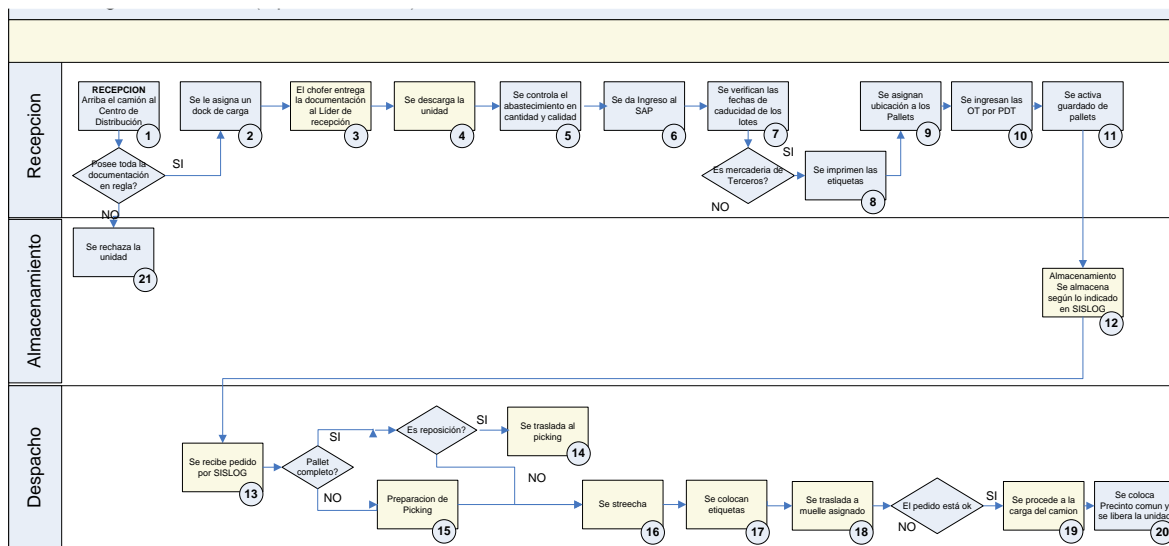 Recepcion
RECEPCION
Arriba el camión al
Centro de
Distribución
1
Posee toda la
documentación
en regla?
SI
NO
Se le asigna un
dock de carga
2
El chofer entrega
la documentación
al Líder de
recepción
3
Se descarga la
unidad
4
Se controla el
abastecimiento en
cantidad y calidad
5
Se da Ingreso al
SAP
6
Se verifican las
fechas de
caducidad de los
lotes
7
Es mercaderia de
Terceros?
SI
NO
Se imprimen las
etiquetas
8
Se asignan
ubicación a los
Pallets
9
Se ingresan las
OT por PDT
10
Se activa
guardado de
pallets
11
Almacenamiento
Se rechaza la
unidad
21
Almacenamiento
Se almacena
según lo indicado
en SISLOG
12
Despacho
Se recibe pedido
por SISLOG
13
Pallet
completo?
SI
NO
Es reposición?
SI
NO
Se traslada al
picking
14
Preparacion de
Picking
15
Se streecha
16
Se colocan
etiquetas
17
Se traslada a
muelle asignado
18
El pedido está ok
SI
NO
Se procede a la
carga del camion
19
Se coloca
Precinto comun y
se libera la unidad
20